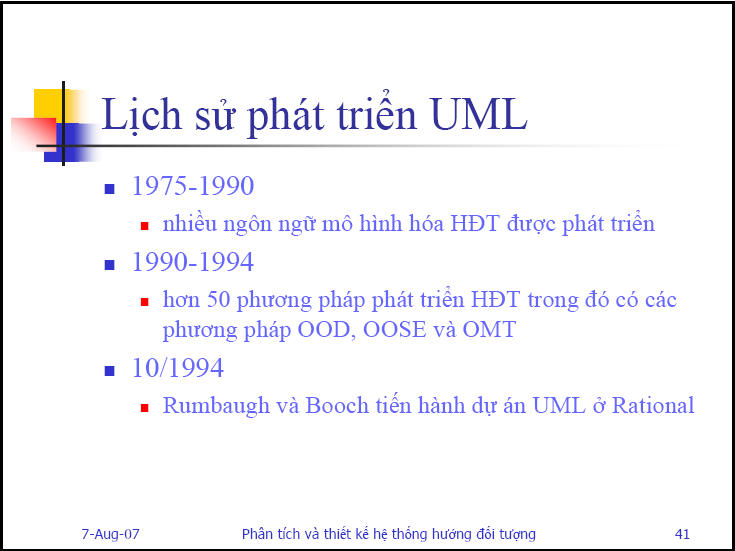 Lịch sử phát triển UML
1975-1990
nhiều ngôn ngữ mô hình hóa HĐT được phát triển
1990-1994
hơn 50 phương pháp phát triển HĐT trong đó có các
phương pháp OOD, OOSE và OMT
10/1994
Rumbaugh và Booch tiến hành dự án UML ở Rational
7-Aug-07 Phân tích và thiết kế hệ thống hướng đối tượng 41